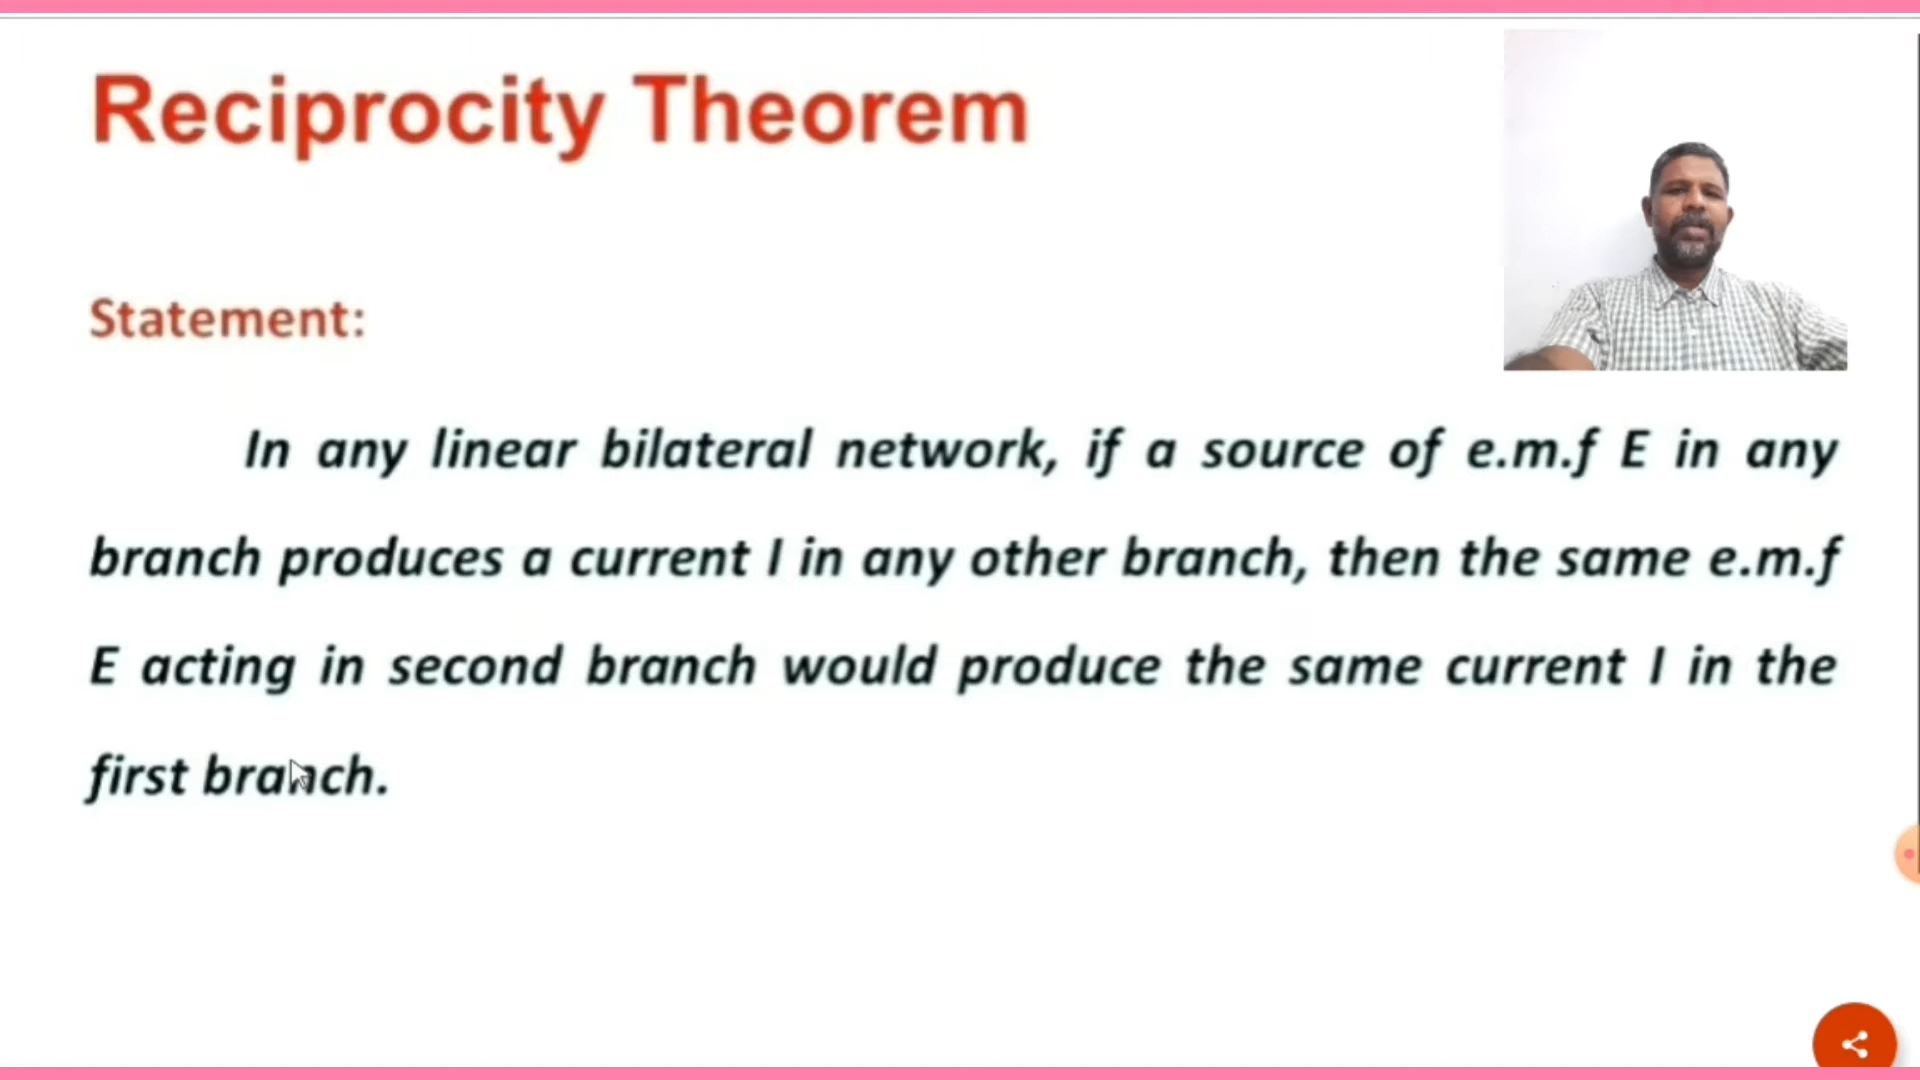 Reciprocity Theorem
Statement:
In any linear bilateral network, if a source of e.m.f E in any
branch produces a current I in any other branch, then the same e.m.f
E acting in second branch would produce the same current I in the
first branch.